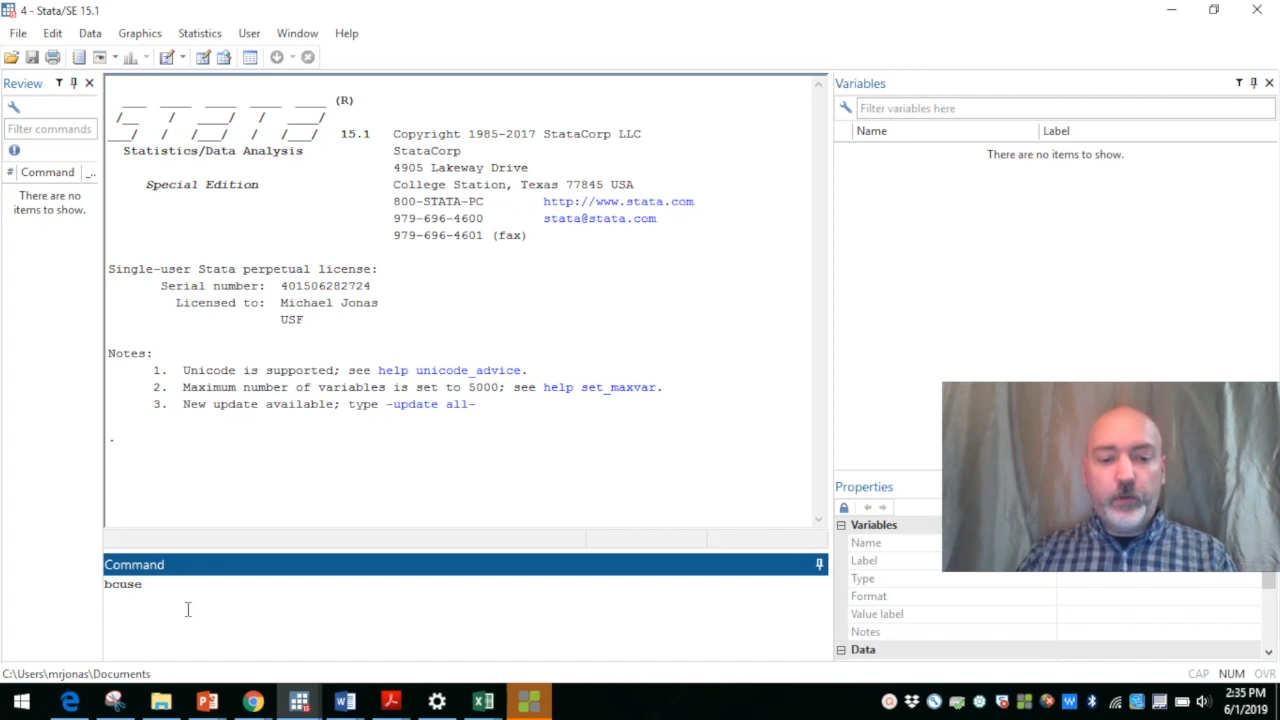 4 - Stata/SE 15.1
File Edit Data Graphics Statistics User Window Help
Review
Filter commands
# Command _...
There are no
items to show.
(R)
15.1 Copyright 1985-2017 StataCorp LLC
Statistics/Data Analysis StataCorp
4905 Lakeway Drive
Special Edition College Station, Texas 77845 USA
800-STATA-PC http://www.stata.com
979-696-4600 stata@stata.com
979-696-4601 (fax)
Single-user Stata perpetual license:
Serial number: 401506282724
Licensed to: Michael Jonas
USF
Notes:
1. Unicode is supported; see help unicode_advice.
2. Maximum number of variables is set to 5000; see help set_maxvar.
3. New update available; type -update all-
.
Command
bcuse
Variables
Filter variables here
Name Label
There are no items to show.
Properties
Variables
Name
Label
Type
Format
Value label
Notes
Data
C:\Users\mrjonas\Documents
CAP NUM OVR
2:35 PM
6/1/2019